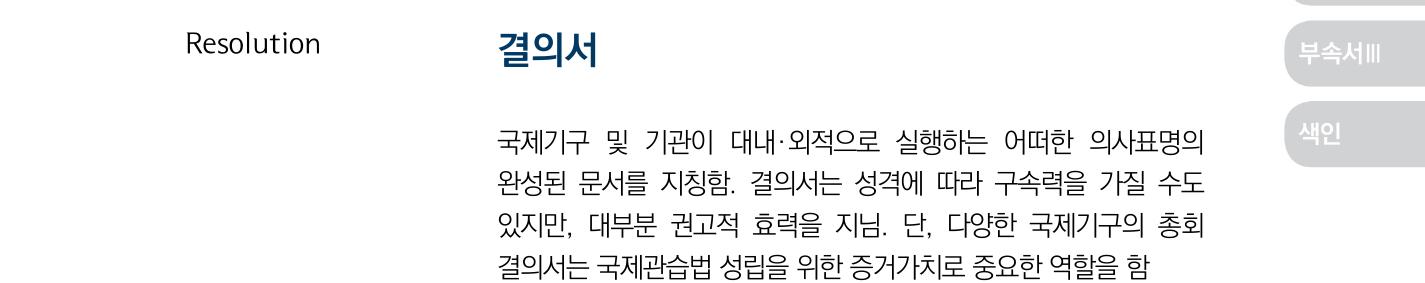 Resolution
결의서
부속서Ⅲ
색인
국제기구 및 기관이 대내·외적으로 실행하는 어떠한 의사표명의
완성된 문서를 지칭함. 결의서는 성격에 따라 구속력을 가질 수도
있지만, 대부분 권고적 효력을 지님. 단, 다양한 국제기구의 총회
결의서는 국제관습법 성립을 위한 증거가치로 중요한 역할을 함